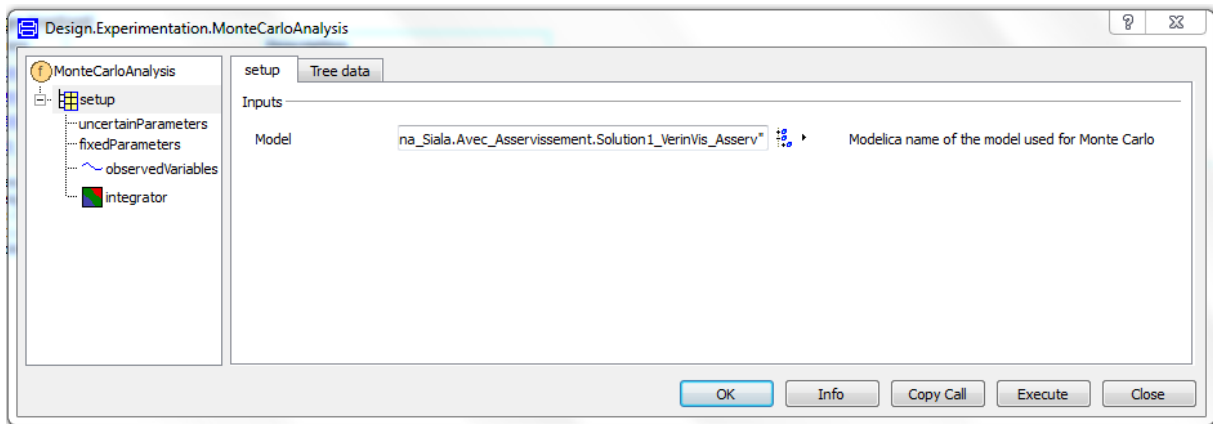 Design.Experimentation.MonteCarloAnalysis
MonteCarloAnalysis
setup
uncertainParameters
fixedParameters
observedVariables
integrator
setup Tree data
Inputs
Model na_Siala.Avec_Asservissement.Solution1_VerinVis_Asserv" Modelica name of the model used for Monte Carlo
OK Info Copy Call Execute Close